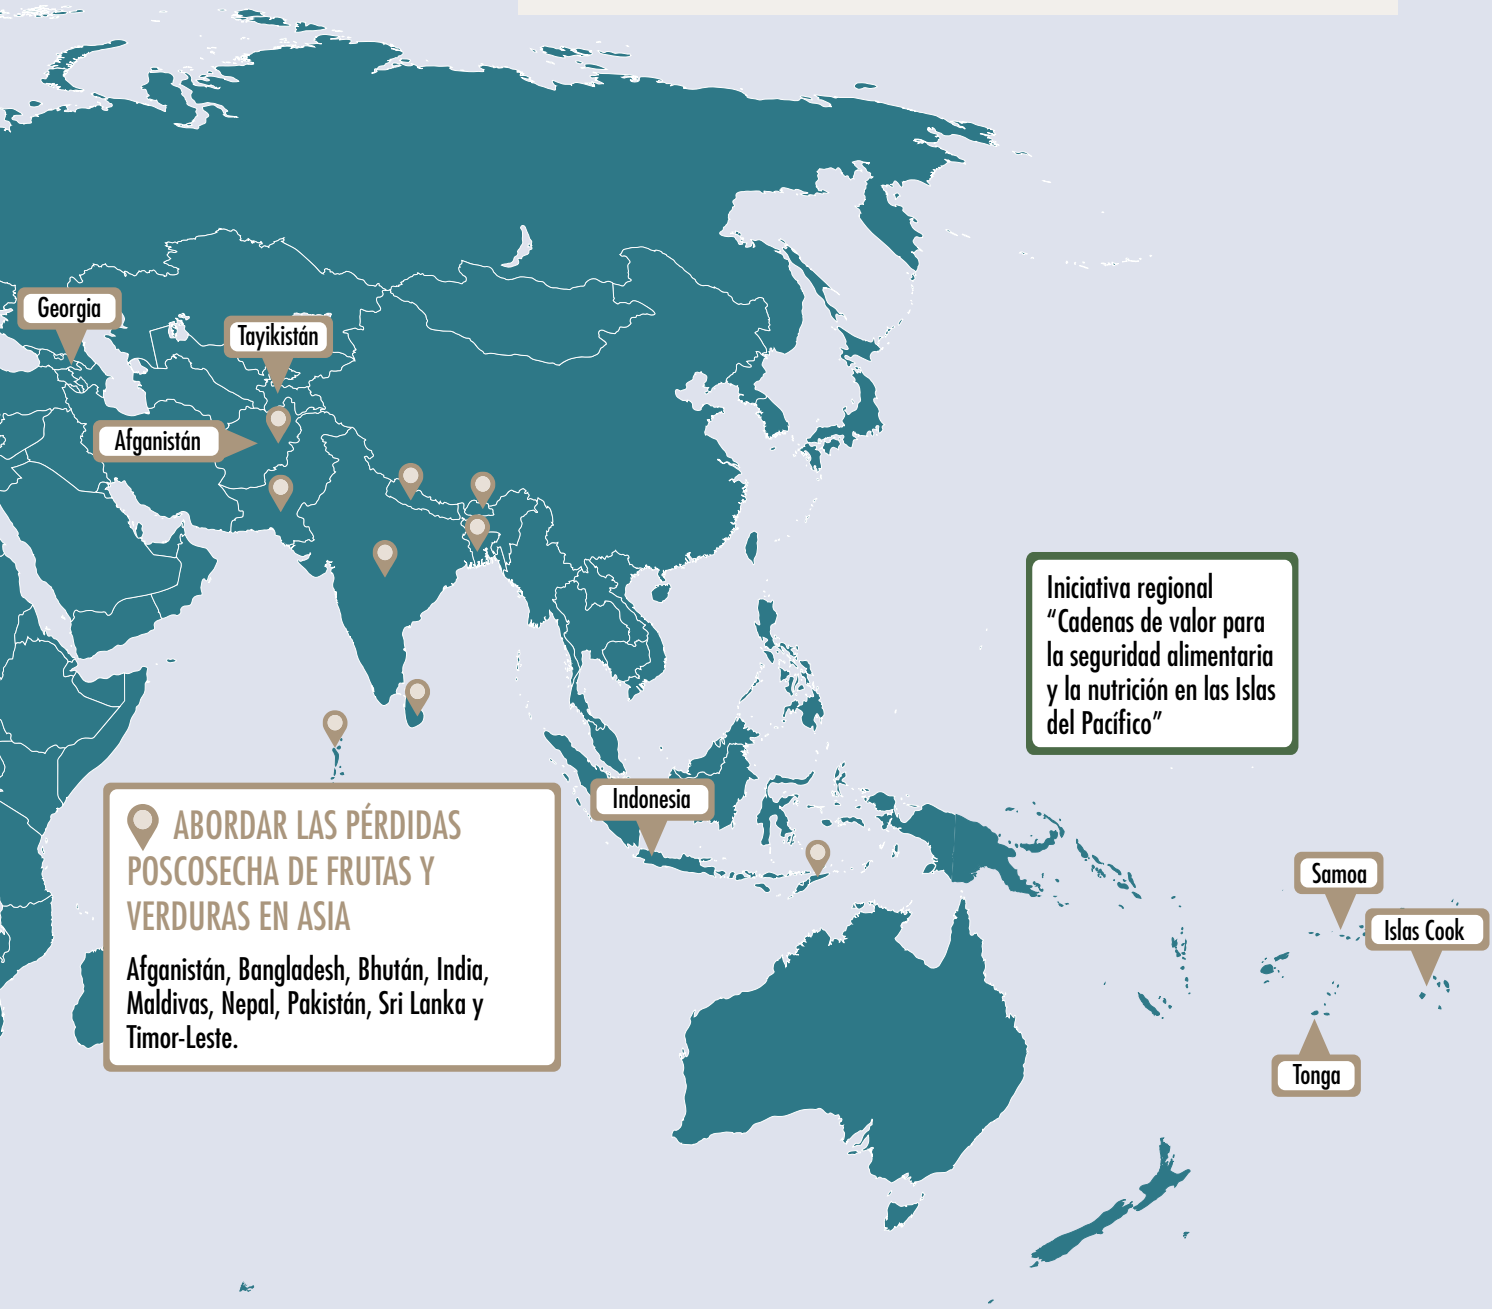 Georgia
Tayikistán
Afganistán
Iniciativa regional
“Cadenas de valor para
la seguridad alimentaria
y la nutrición en las Islas
del Pacífico”
Indonesia
ABORDAR LAS PÉRDIDAS
POSCOSECHA DE FRUTAS Y
VERDURAS EN ASIA
Afganistán, Bangladesh, Bhután, India,
Maldivas, Nepal, Pakistán, Sri Lanka y
Timor-Leste.
Samoa
Islas Cook
Tonga